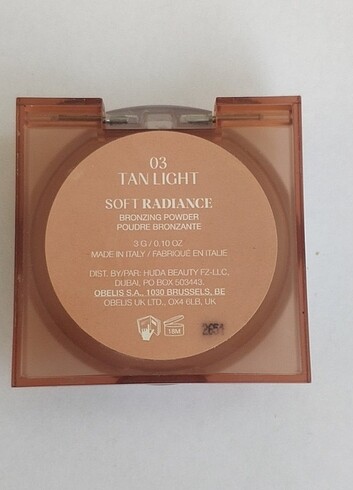 03
TAN LIGHT
SOFT RADIANCE
BRONZING POWDER
POUDRE BRONZANTE
3 G / 0.10 OZ
MADE IN ITALY / FABRIQUÉ EN ITALIE
DIST. BY/PAR: HUDA BEAUTY FZ-LLC,
DUBAI, PO BOX 503443.
OBELIS S.A., 1030 BRUSSELS, BE
OBELIS UK LTD., OX4 6LB, UK
18M